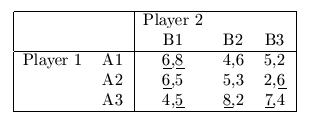 Player 2
B1 B2 B3
Player 1 A1 6,8 4,6 5,2
A2 6,5 5,3 2,6
A3 4,5 8,2 7,4